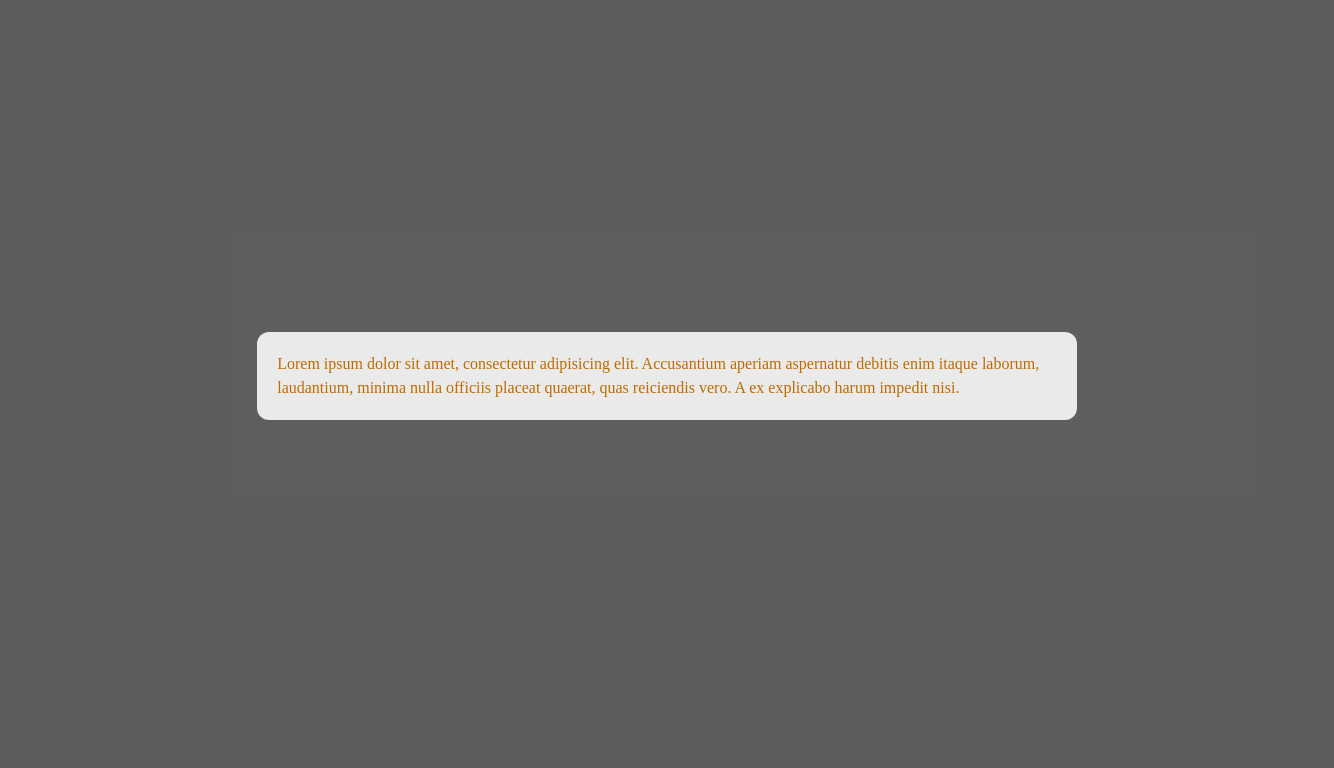 Lorem ipsum dolor sit amet, consectetur adipisicing elit. Accusantium aperiam aspernatur debitis enim itaque laborum,
laudantium, minima nulla officiis placeat quaerat, quas reiciendis vero. A ex explicabo harum impedit nisi.